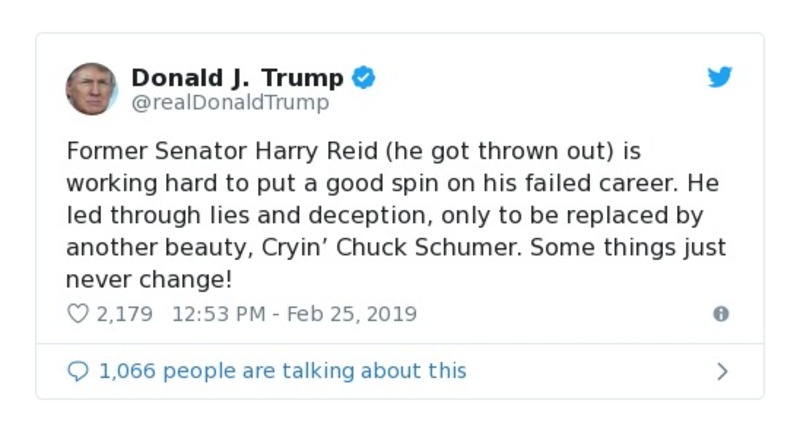 Donald J. Trump
@realDonaldTrump
Former Senator Harry Reid (he got thrown out) is
working hard to put a good spin on his failed career. He
led through lies and deception, only to be replaced by
another beauty, Cryin’ Chuck Schumer. Some things just
never change!
2,179 12:53 PM - Feb 25, 2019
1,066 people are talking about this